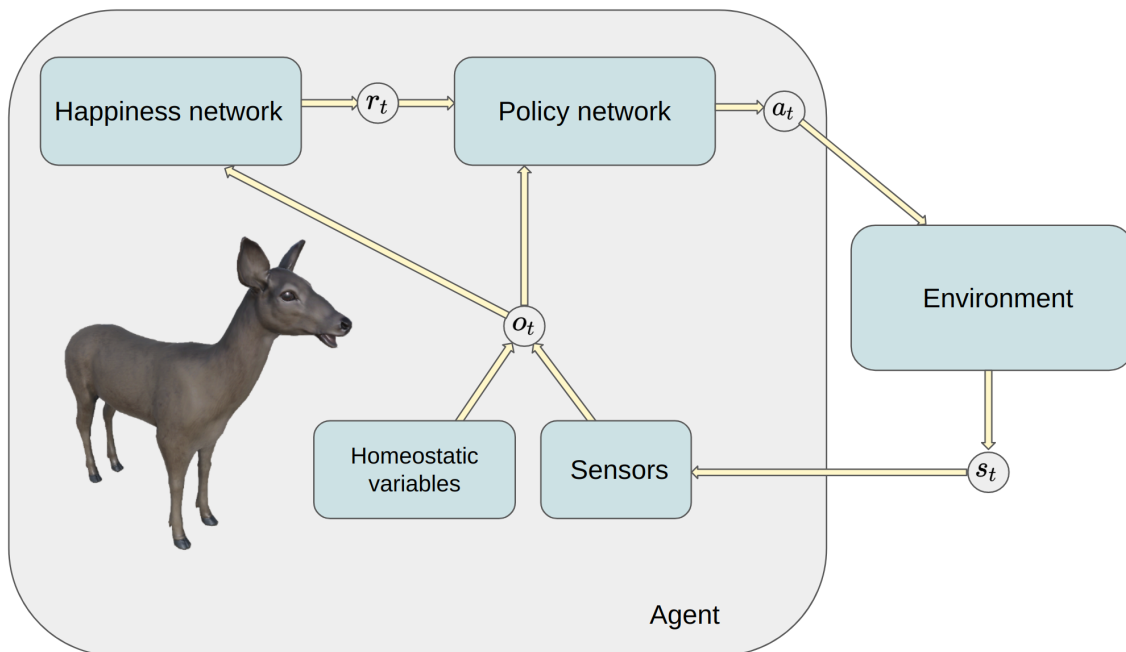 Happiness network
r_t
Policy network
a_t
Environment
o_t
Homeostatic
variables
Sensors
s_t
Agent